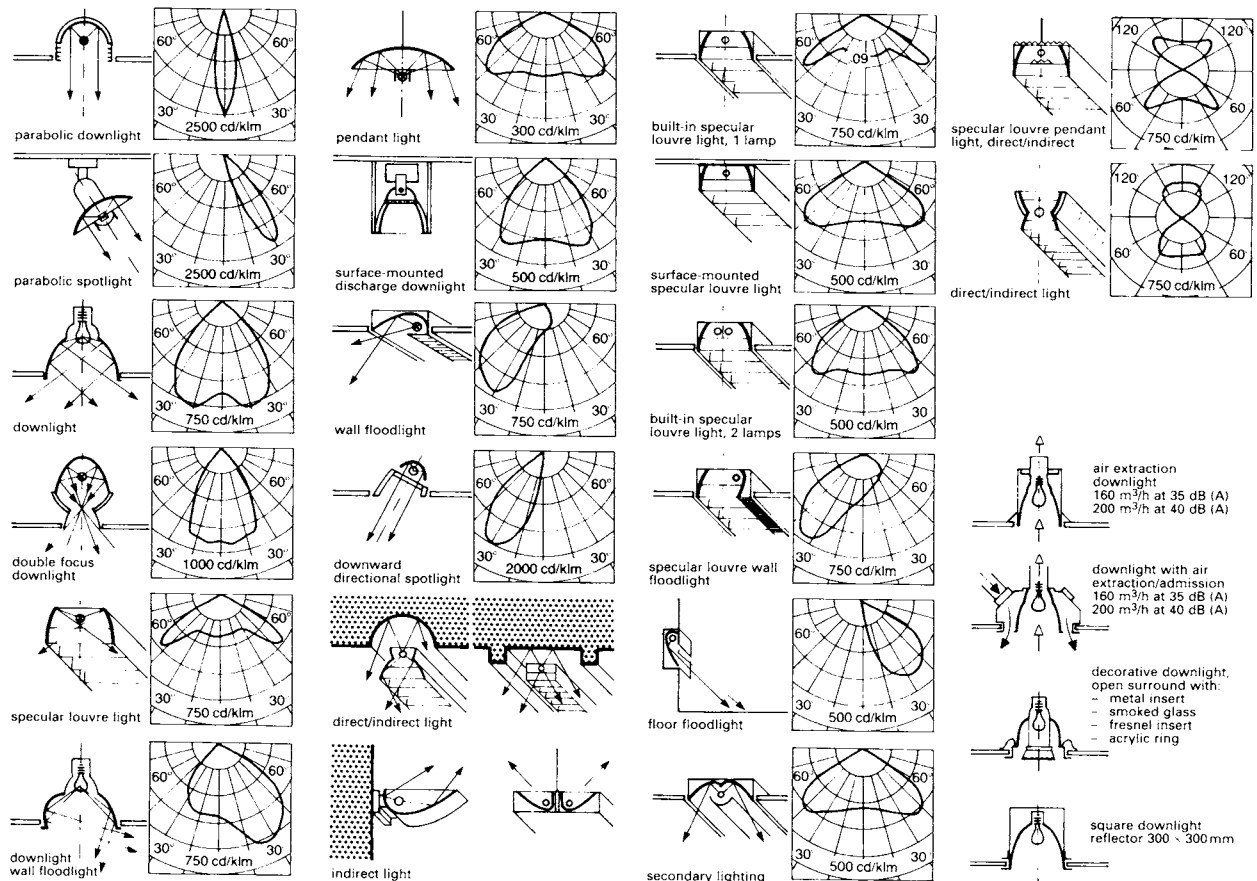 60° 60° 30° 30°
2500 cd/klm
parabolic downlight
60° 60° 30° 30°
2500 cd/klm
parabolic spotlight
60° 60° 30° 30°
750 cd/klm
downlight
60° 60° 30° 30°
1000 cd/klm
double focus
downlight
60° 60° 30° 30°
750 cd/klm
specular louvre light
60° 60° 30° 30°
750 cd/klm
downlight
wall floodlight
60° 60° 30° 30°
300 cd/klm
pendant light
60° 60° 30° 30°
500 cd/klm
surface-mounted
discharge downlight
60° 60° 30° 30°
750 cd/klm
wall floodlight
60° 60° 30° 30°
2000 cd/klm
downward
directional spotlight
direct/indirect light
indirect light
60° 60° 60 30° 30°
750 cd/klm
built-in specular
louvre light, 1 lamp
60° 60° 30° 30°
500 cd/klm
surface-mounted
specular louvre light
60° 60° 30° 30°
500 cd/klm
built-in specular
louvre light, 2 lamps
60° 60° 30° 30°
750 cd/klm
specular louvre wall
floodlight
60° 60° 30° 30°
500 cd/klm
floor floodlight
60° 60° 30° 30°
500 cd/klm
secondary lighting
120 120 60 60
750 cd/klm
specular louvre pendant
light, direct/indirect
120 120 60 60
750 cd/klm
direct/indirect light
air extraction
downlight
160 m³/h at 35 dB (A)
200 m³/h at 40 dB (A)
downlight with air
extraction/admission
160 m³/h at 35 dB (A)
200 m³/h at 40 dB (A)
decorative downlight,
open surround with:
- metal insert
- smoked glass
- fresnel insert
- acrylic ring
square downlight
reflector 300 × 300 mm